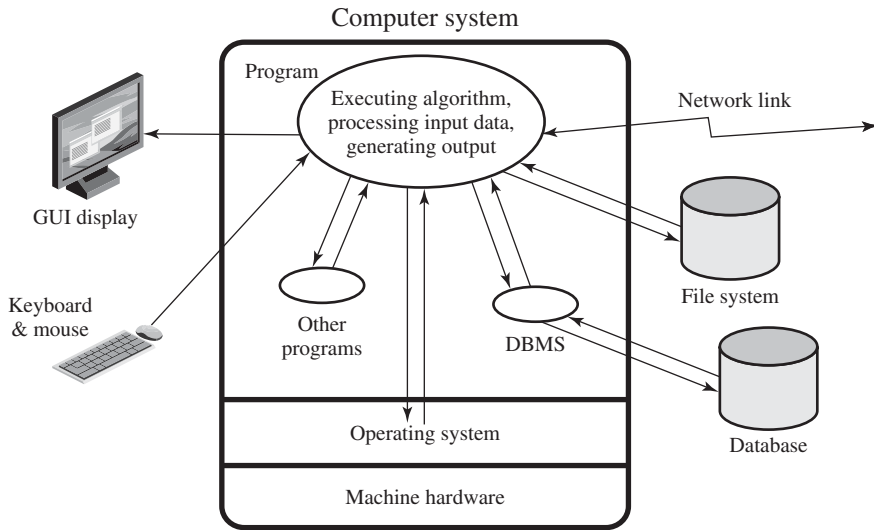 Computer system
Program
Executing algorithm,
processing input data,
generating output
Network link
GUI display
File system
Keyboard
& mouse
Other
programs
DBMS
Database
Operating system
Machine hardware